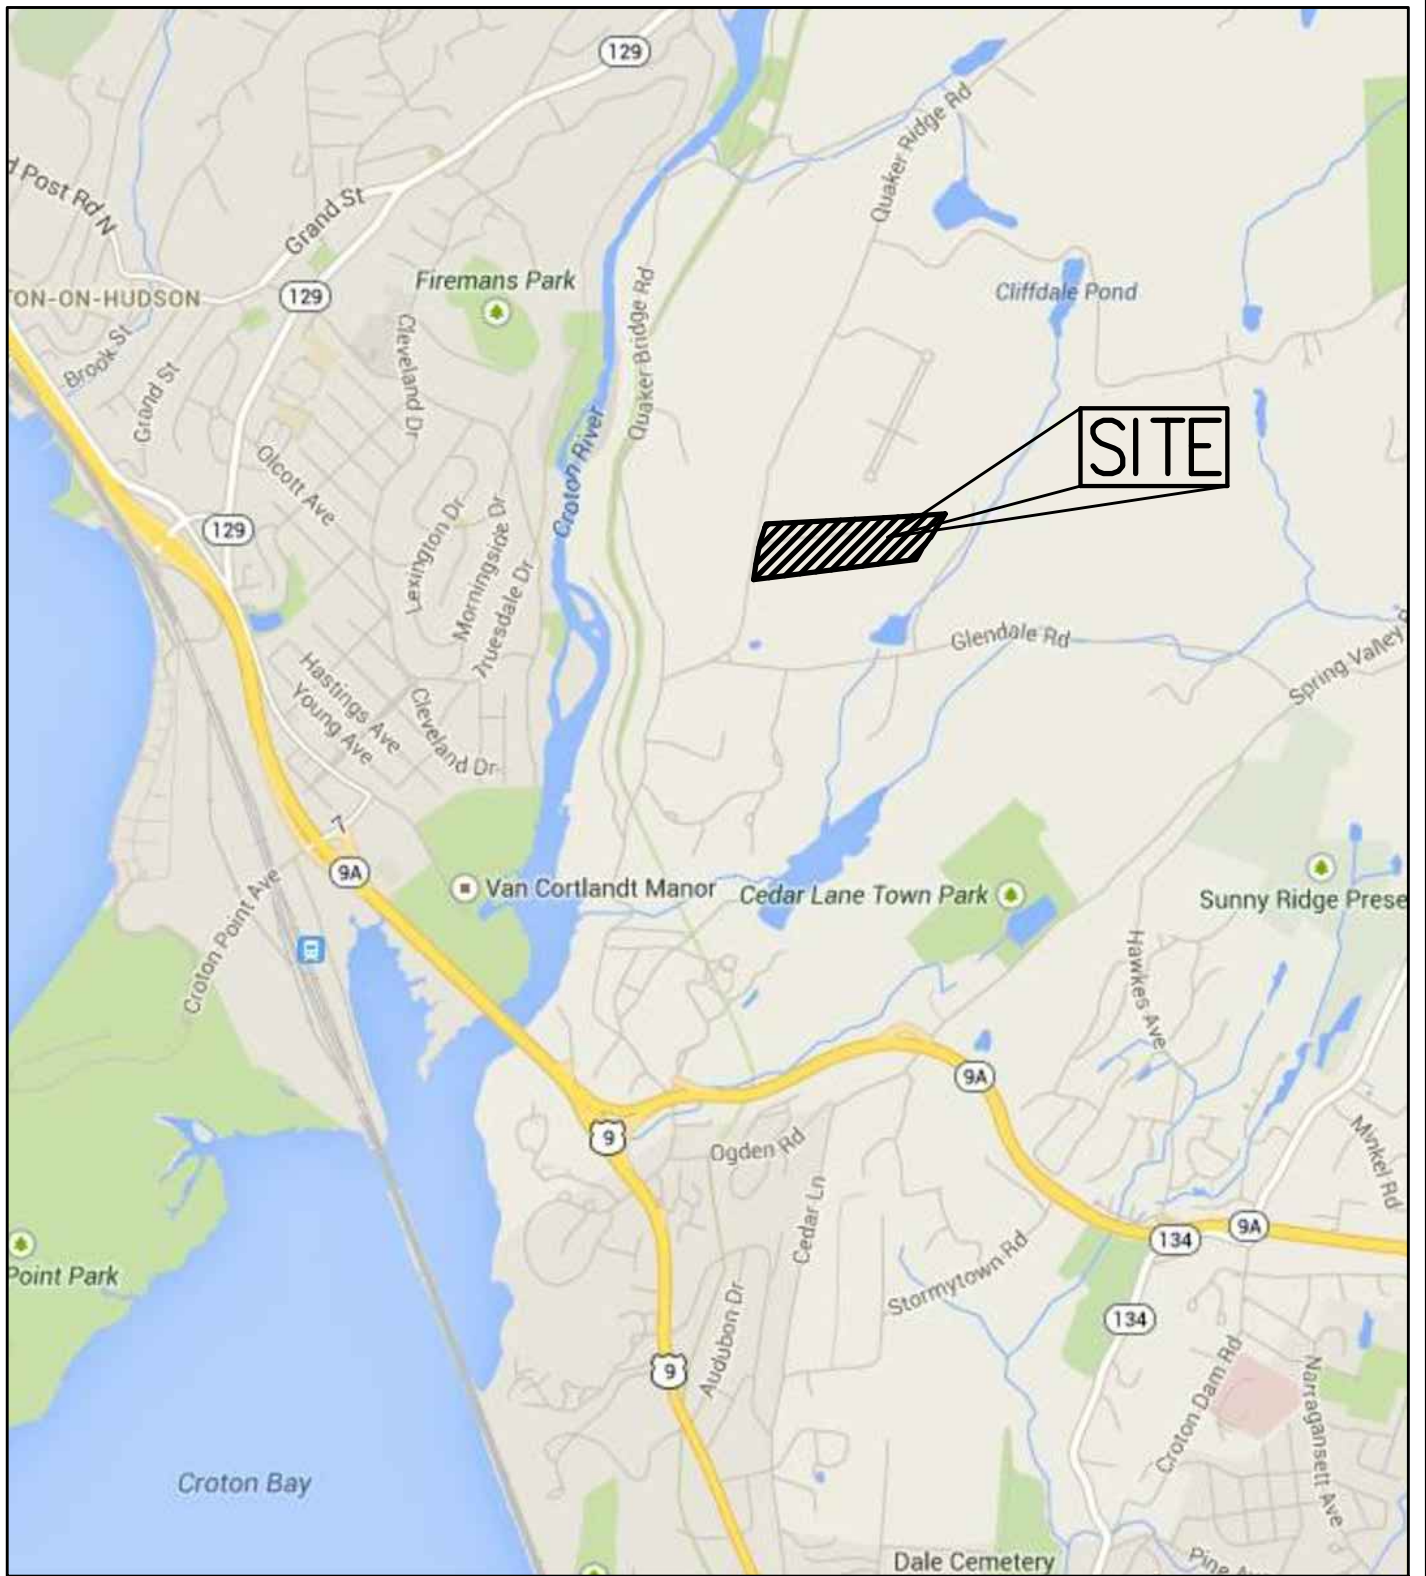 129
Quaker Ridge Rd
d Post Rd N
Grand St
Firemans Park
129
TON-ON-HUDSON
Cliffdale Pond
Quaker Bridge Rd
Cleveland Dr
Brook St
Grand St
SITE
Croton River
Olcott Ave
129
Lexington Dr
Morningside Dr
Truesdale Dr
Glendale Rd
Spring Valley
Hastings Ave
Young Ave
Cleveland Dr
9A
Van Cortlandt Manor
Cedar Lane Town Park
Sunny Ridge Prese
Croton Point Ave
Hawkes Ave
9A
9
Ogden Rd
Minkel Rd
Cedar Ln
134
9A
Point Park
Stormytown Rd
134
Audubon Dr
9
Croton Dam Rd
Narragansett Ave
Croton Bay
Dale Cemetery
Pine